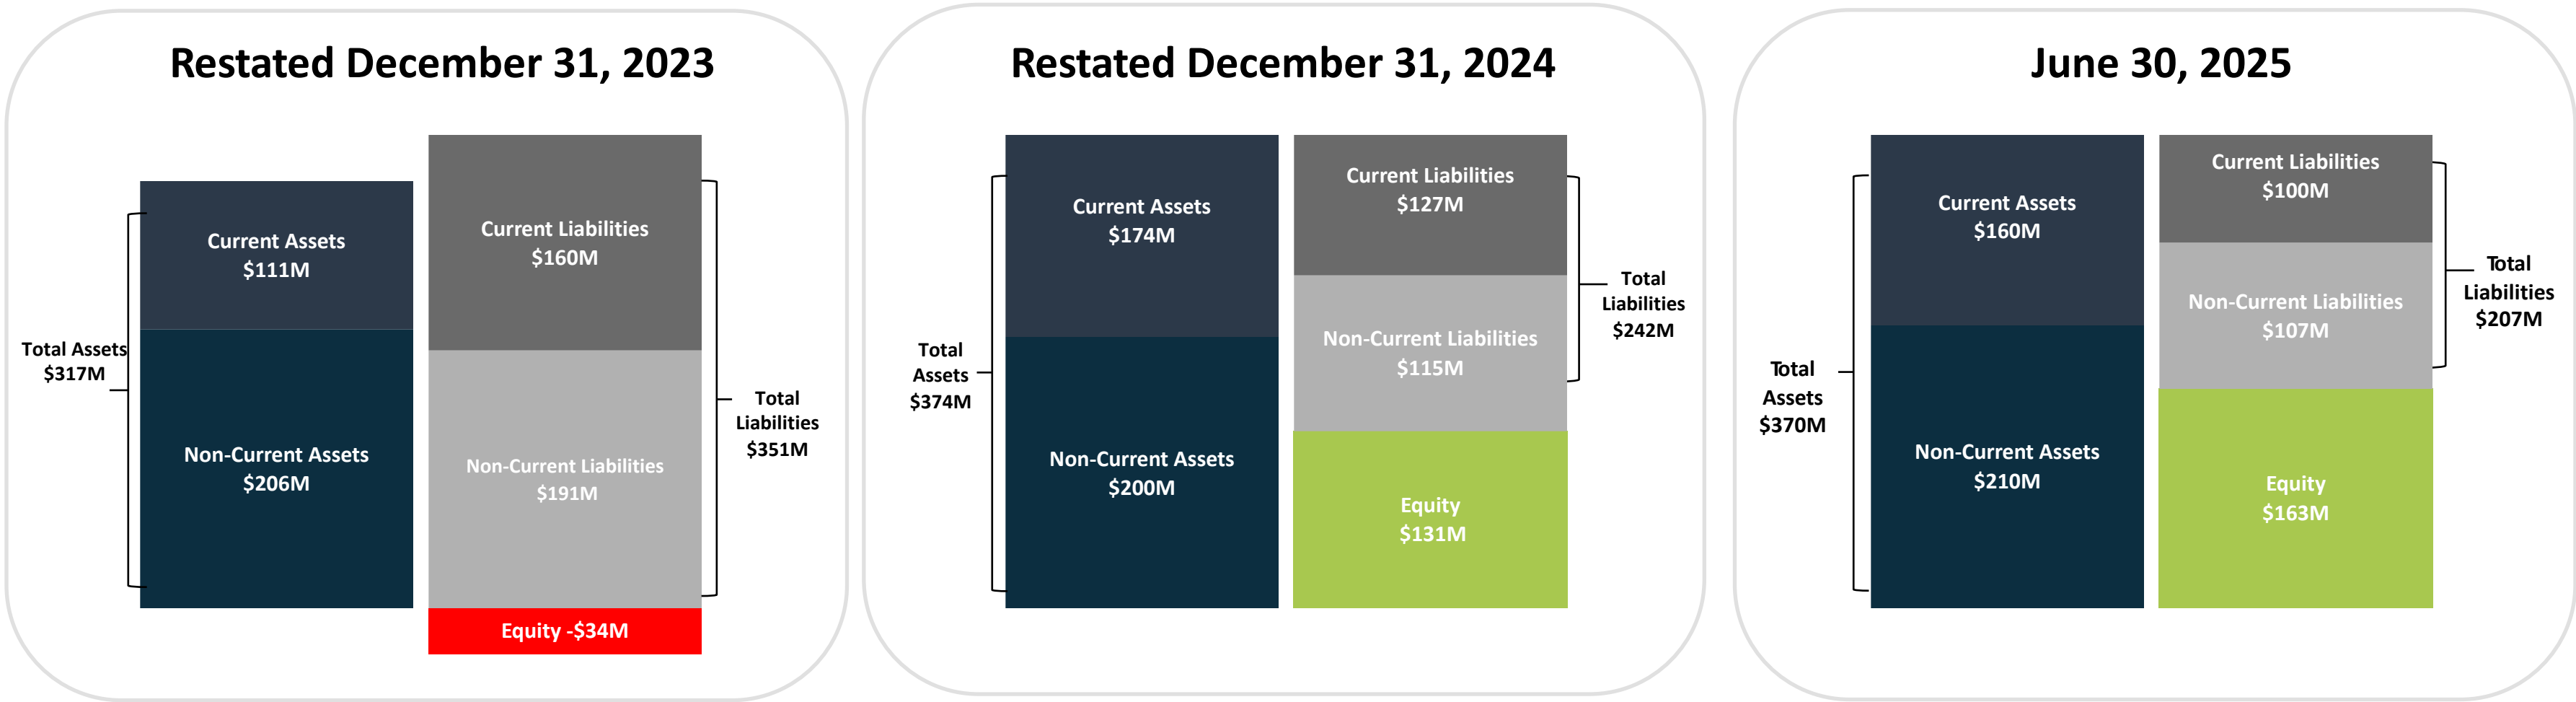 Restated December 31, 2023
Current Assets
$111M
Non-Current Assets
$206M
Total Assets
$317M
Current Liabilities
$160M
Non-Current Liabilities
$191M
Equity -$34M
Total
Liabilities
$351M
Restated December 31, 2024
Total
Assets
$374M
Current Assets
$174M
Non-Current Assets
$200M
Current Liabilities
$127M
Non-Current Liabilities
$115M
Equity
$131M
Total
Liabilities
$242M
June 30, 2025
Total
Assets
$370M
Current Assets
$160M
Non-Current Assets
$210M
Current Liabilities
$100M
Non-Current Liabilities
$107M
Equity
$163M
Total
Liabilities
$207M